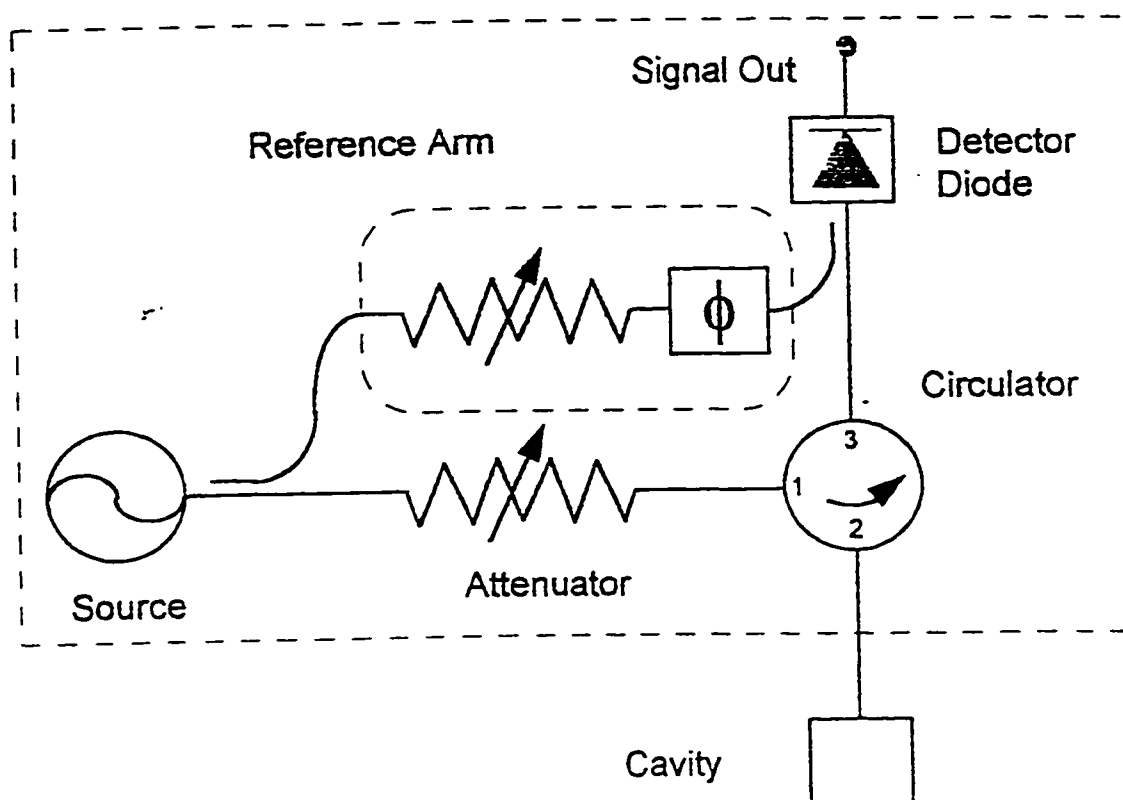 Signal Out
Reference Arm
Detector
Diode
ϕ
Circulator
3
1
2
Attenuator
Source
Cavity